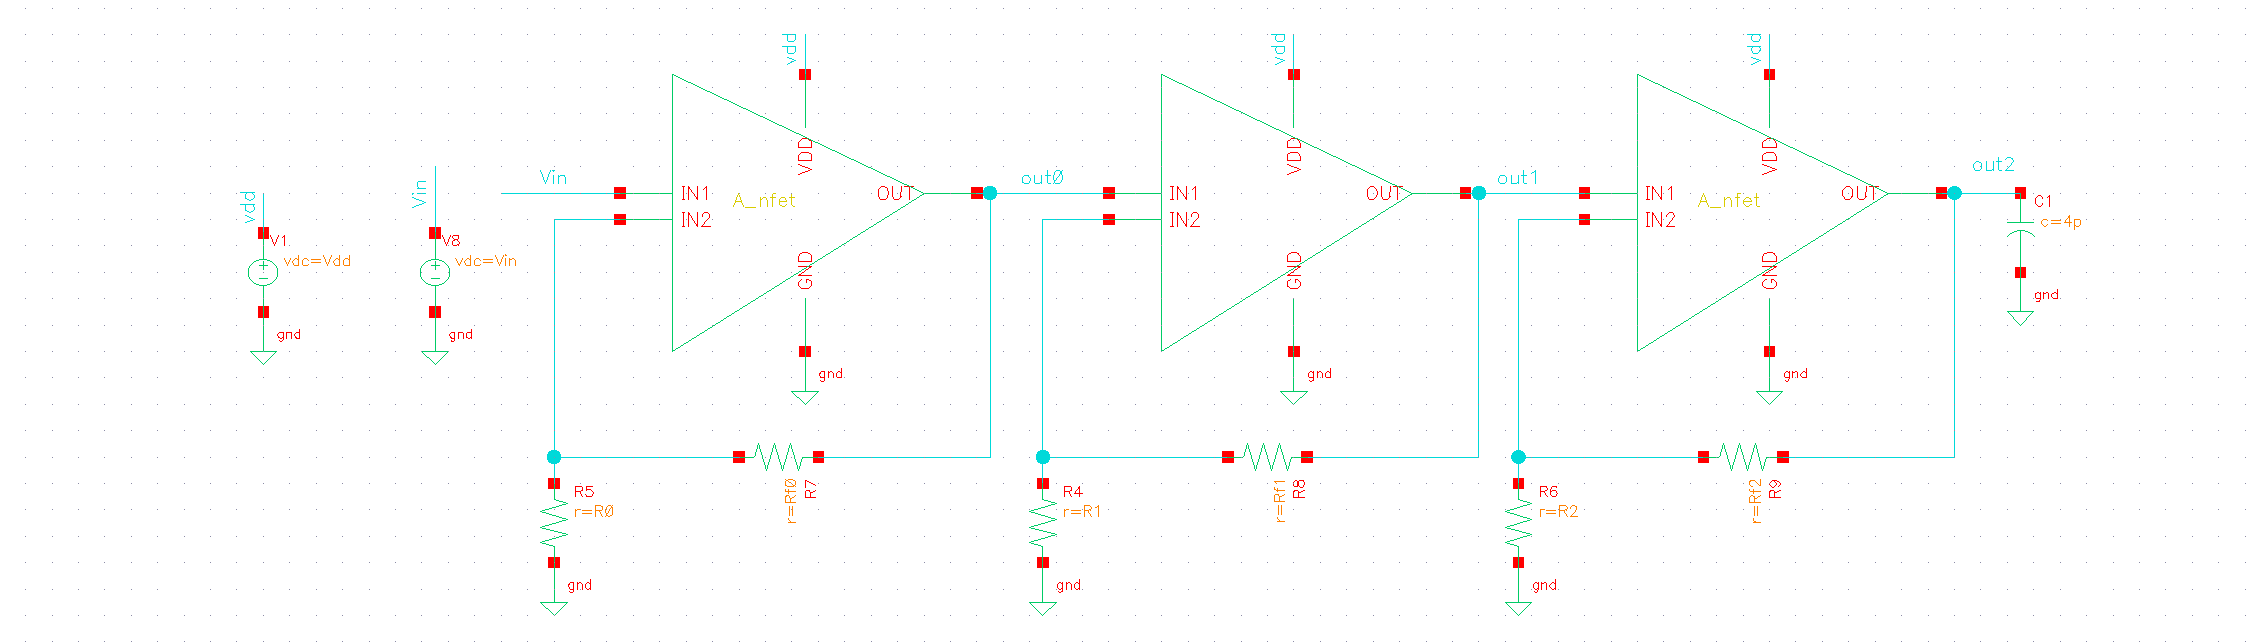 vdd
V1
vdc=Vdd
gnd
Vin
V8
vdc=Vin
gnd
Vin
IN1
IN2
A_nfet
vdd
VDD
GND
gnd
OUT
out0
R5
r=R0
gnd
r=Rf0
R7
IN1
IN2
vdd
VDD
GND
gnd
OUT
out1
R4
r=R1
gnd
r=Rf1
R8
IN1
IN2
A_nfet
vdd
VDD
GND
gnd
OUT
out2
R6
r=R2
gnd
r=Rf2
R9
C1
c=4p
gnd